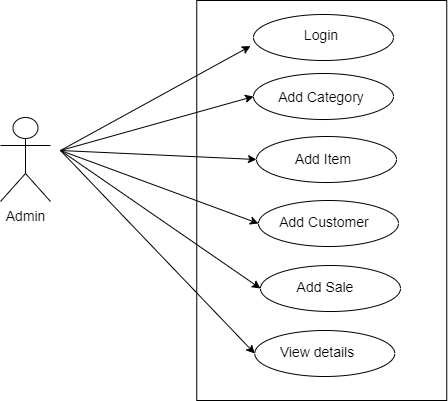 Login
Add Category
Add Item
Admin
Add Customer
Add Sale
View details